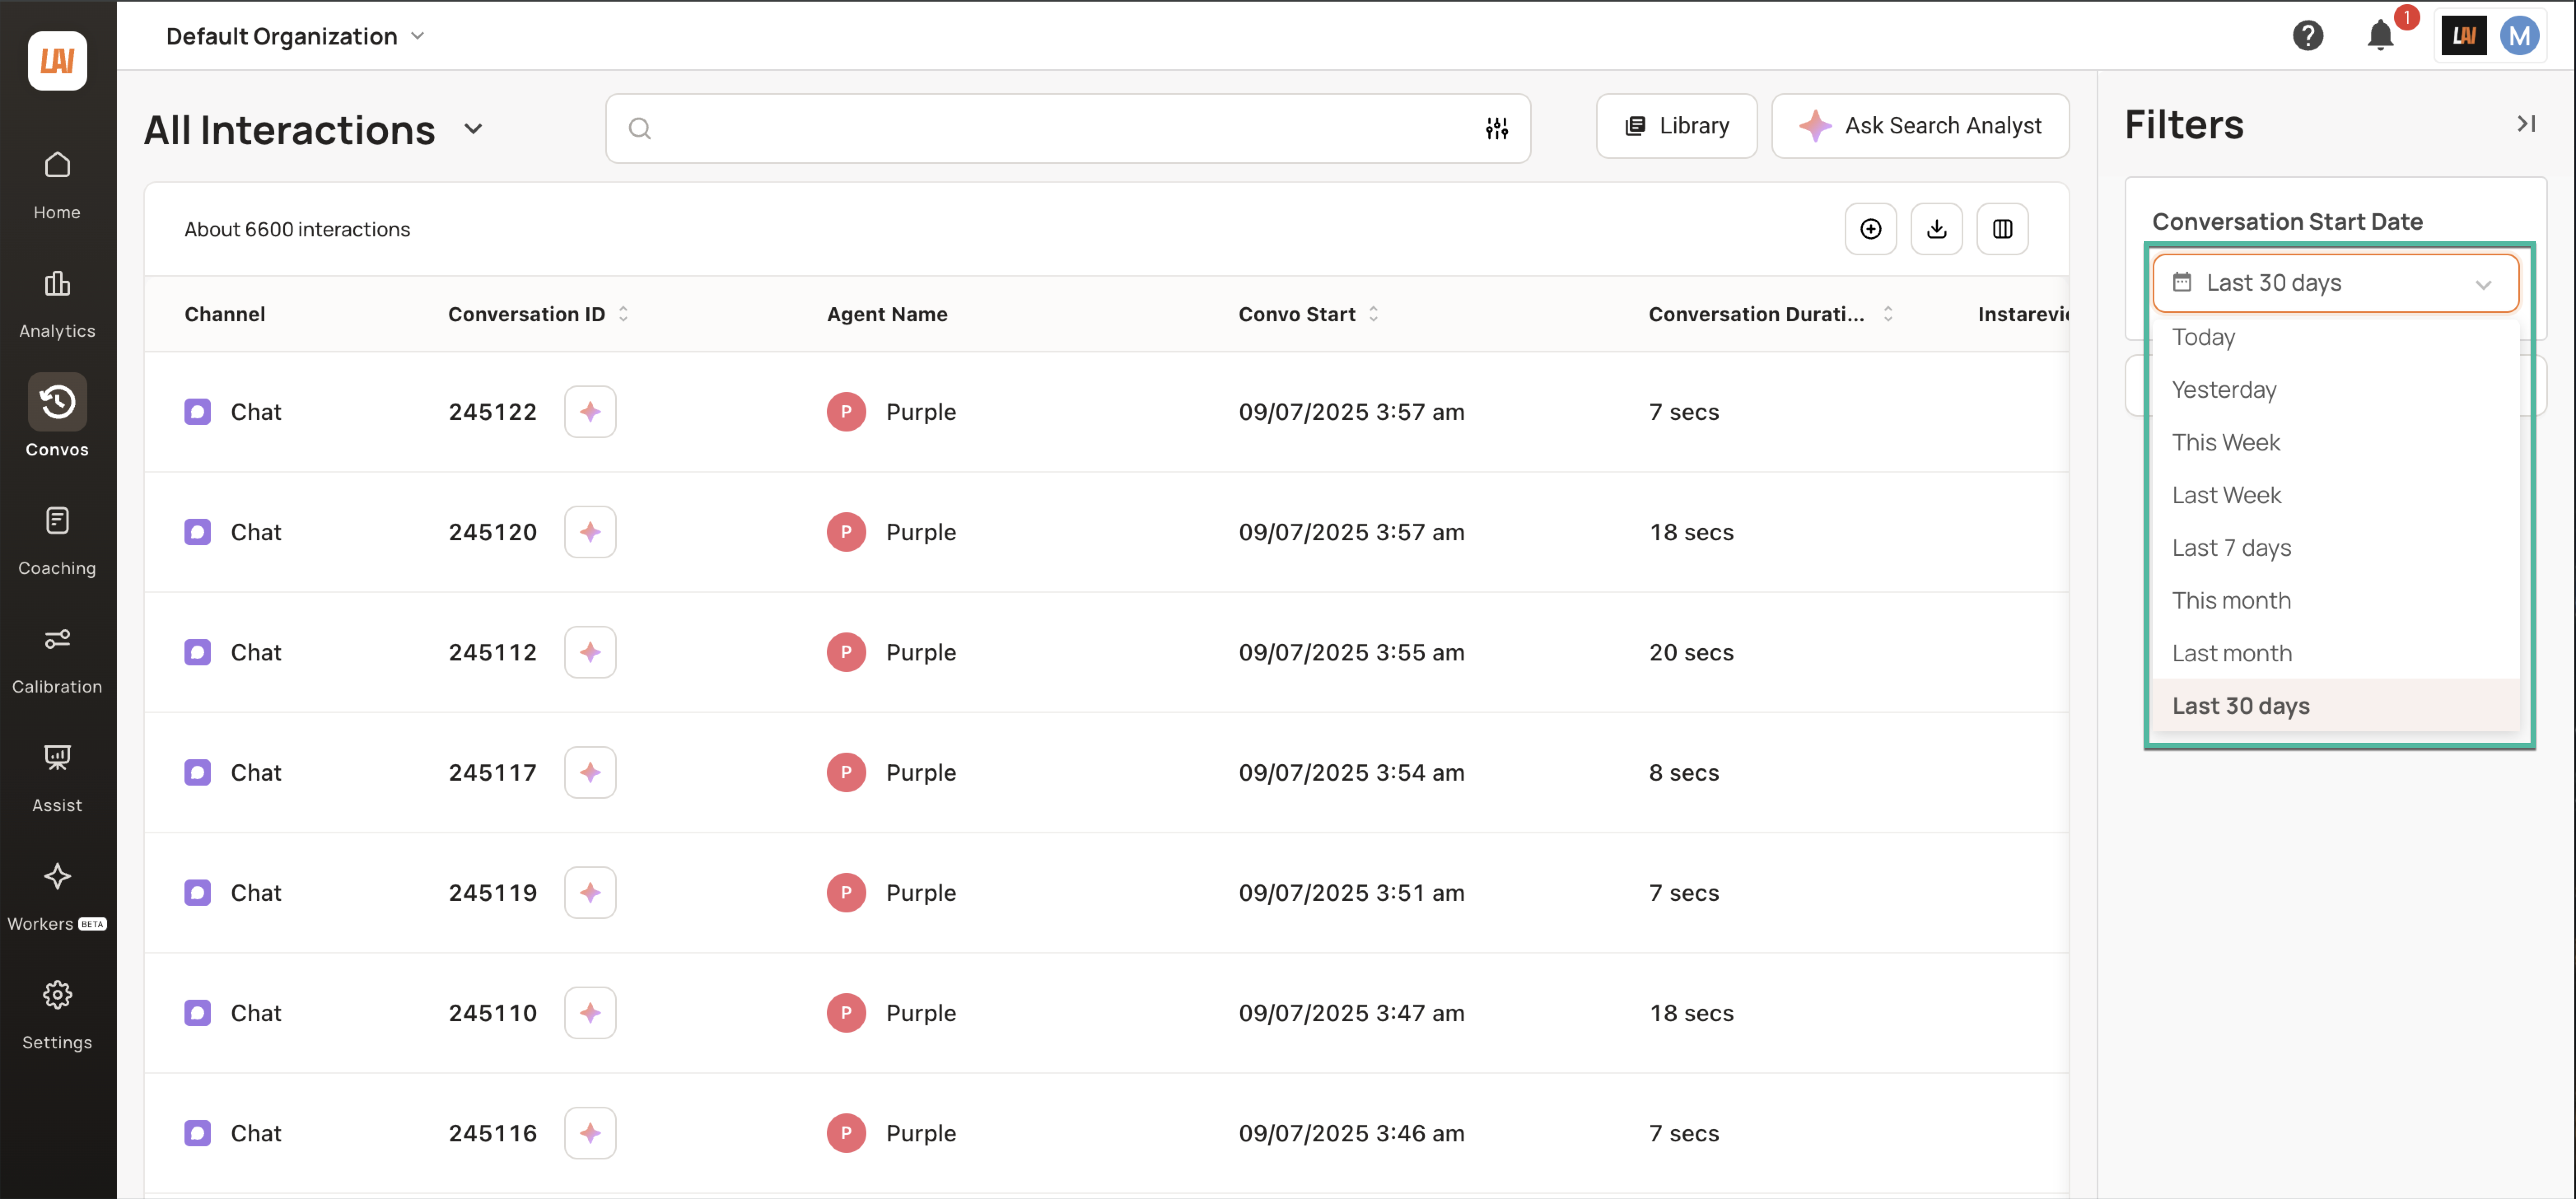 LAI
Default Organization
1
LAI
M
Home
Analytics
Convos
Coaching
Calibration
Assist
Workers BETA
Settings
All Interactions
Library
Ask Search Analyst
About 6600 interactions
Channel Conversation ID Agent Name Convo Start Conversation Durati...
Chat 245122 P Purple 09/07/2025 3:57 am 7 secs
Chat 245120 P Purple 09/07/2025 3:57 am 18 secs
Chat 245112 P Purple 09/07/2025 3:55 am 20 secs
Chat 245117 P Purple 09/07/2025 3:54 am 8 secs
Chat 245119 P Purple 09/07/2025 3:51 am 7 secs
Chat 245110 P Purple 09/07/2025 3:47 am 18 secs
Chat 245116 P Purple 09/07/2025 3:46 am 7 secs
Filters
Conversation Start Date
Last 30 days
Today
Yesterday
This Week
Last Week
Last 7 days
This month
Last month
Last 30 days